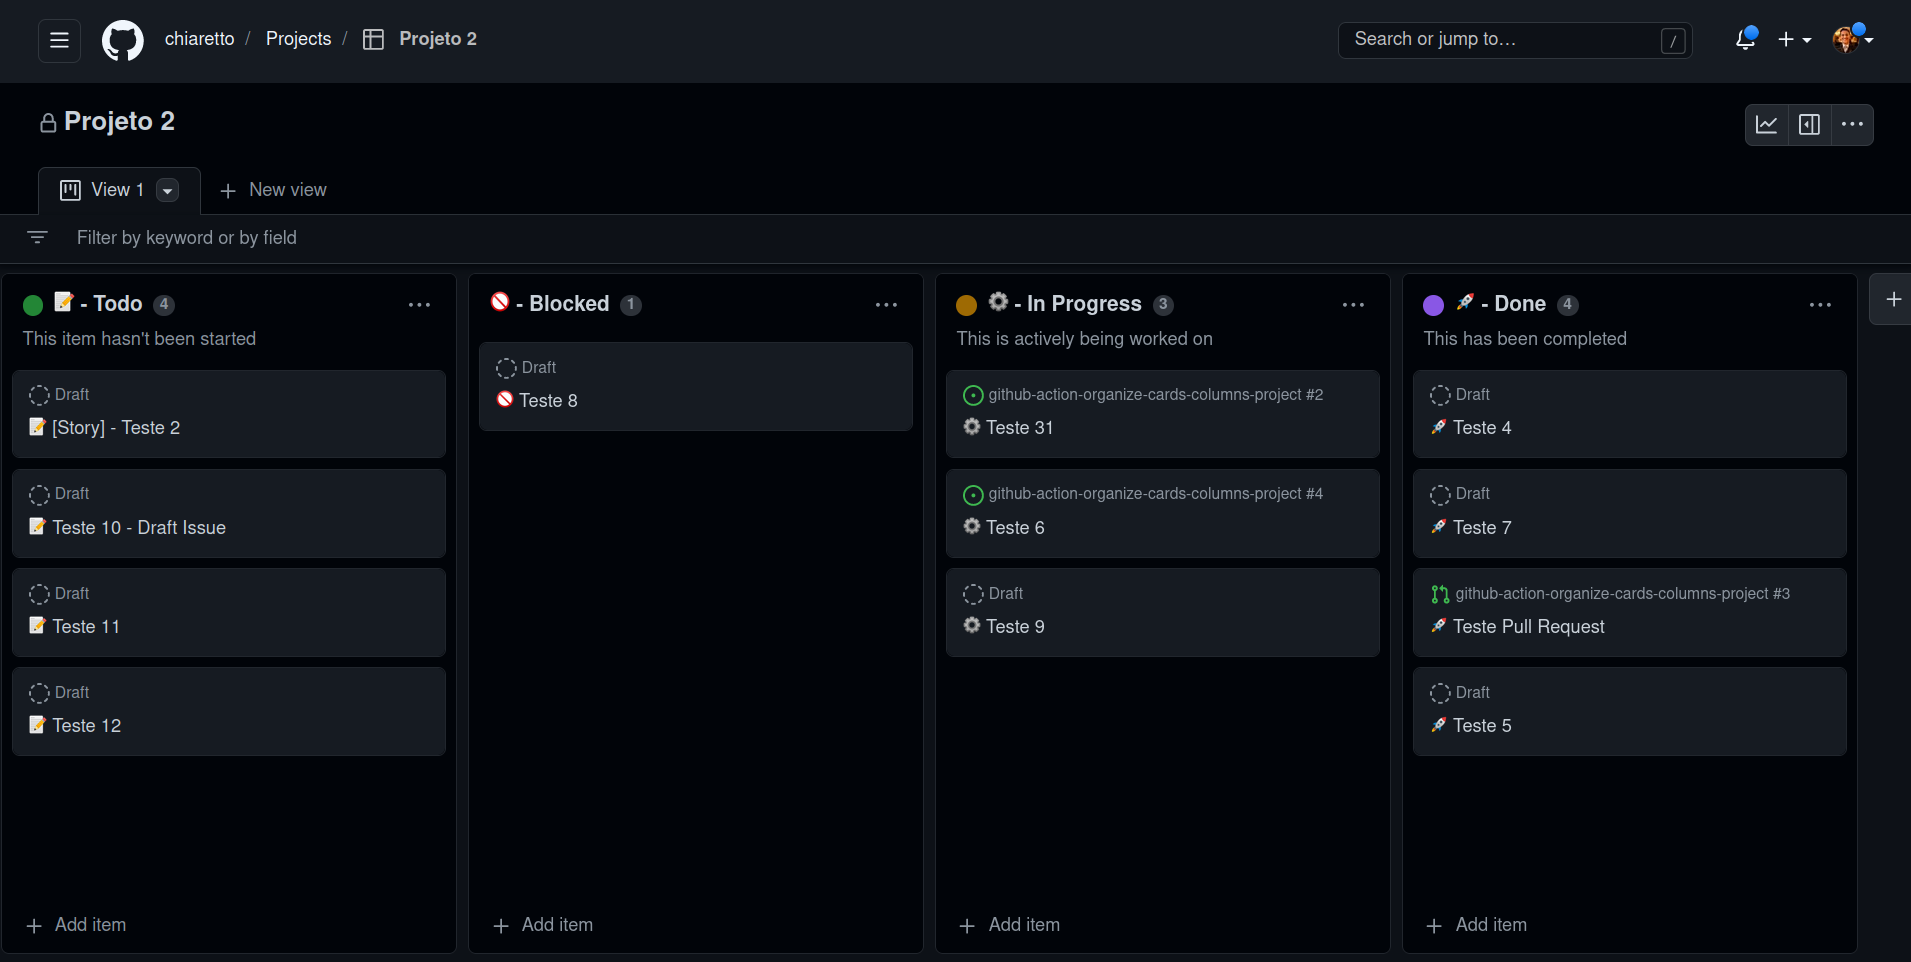 chiaretto / Projects / Projeto 2
Search or jump to… /
Projeto 2
View 1
New view
Filter by keyword or by field
📝 - Todo 4
This item hasn't been started
Draft
📝 [Story] - Teste 2
Draft
📝 Teste 10 - Draft Issue
Draft
📝 Teste 11
Draft
📝 Teste 12
+ Add item
🚫 - Blocked 1
Draft
🚫 Teste 8
+ Add item
⚙️ - In Progress 3
This is actively being worked on
github-action-organize-cards-columns-project #2
⚙️ Teste 31
github-action-organize-cards-columns-project #4
⚙️ Teste 6
Draft
⚙️ Teste 9
+ Add item
🚀 - Done 4
This has been completed
Draft
🚀 Teste 4
Draft
🚀 Teste 7
github-action-organize-cards-columns-project #3
🚀 Teste Pull Request
Draft
🚀 Teste 5
+ Add item